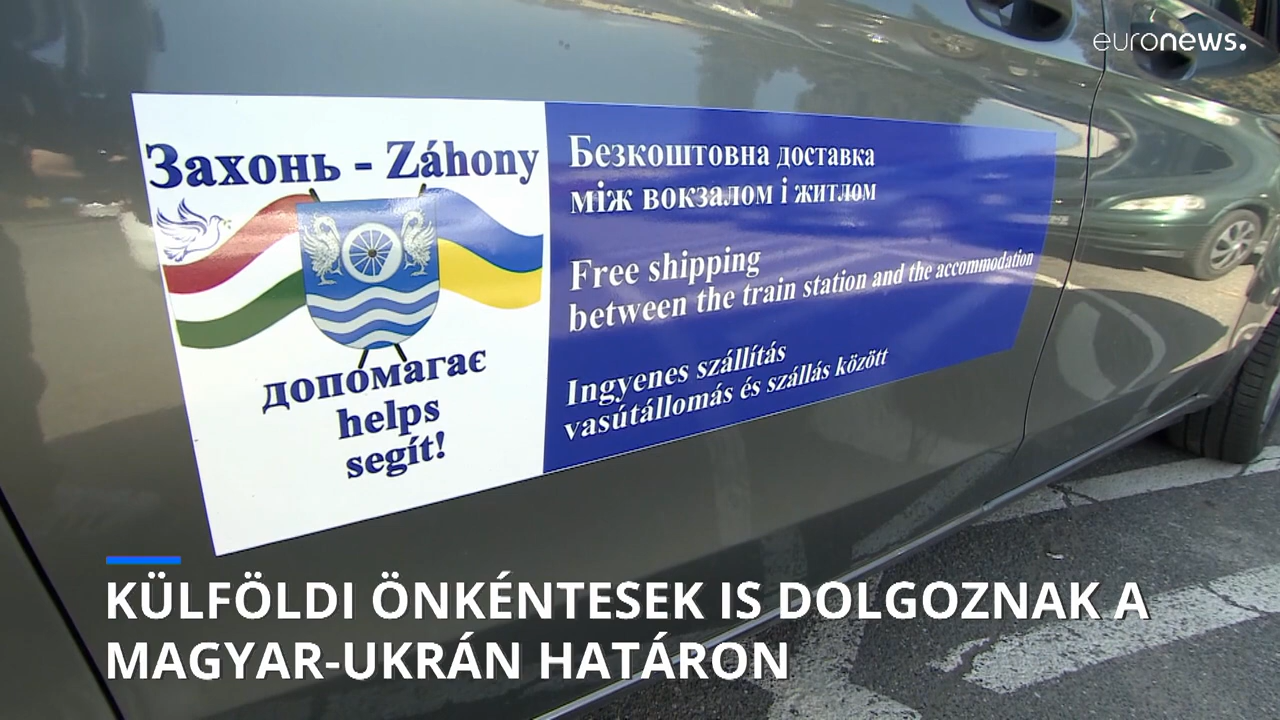 euronews.
Захонь - Záhony
допомагає
helps
segít!
Безкоштовна доставка
між вокзалом і житлом
Free shipping
between the train station and the accommodation
Ingyenes szállítás
vasútállomás és szállás között
KÜLFÖLDI ÖNKÉNTESEK IS DOLGOZNAK A
MAGYAR-UKRÁN HATÁRON